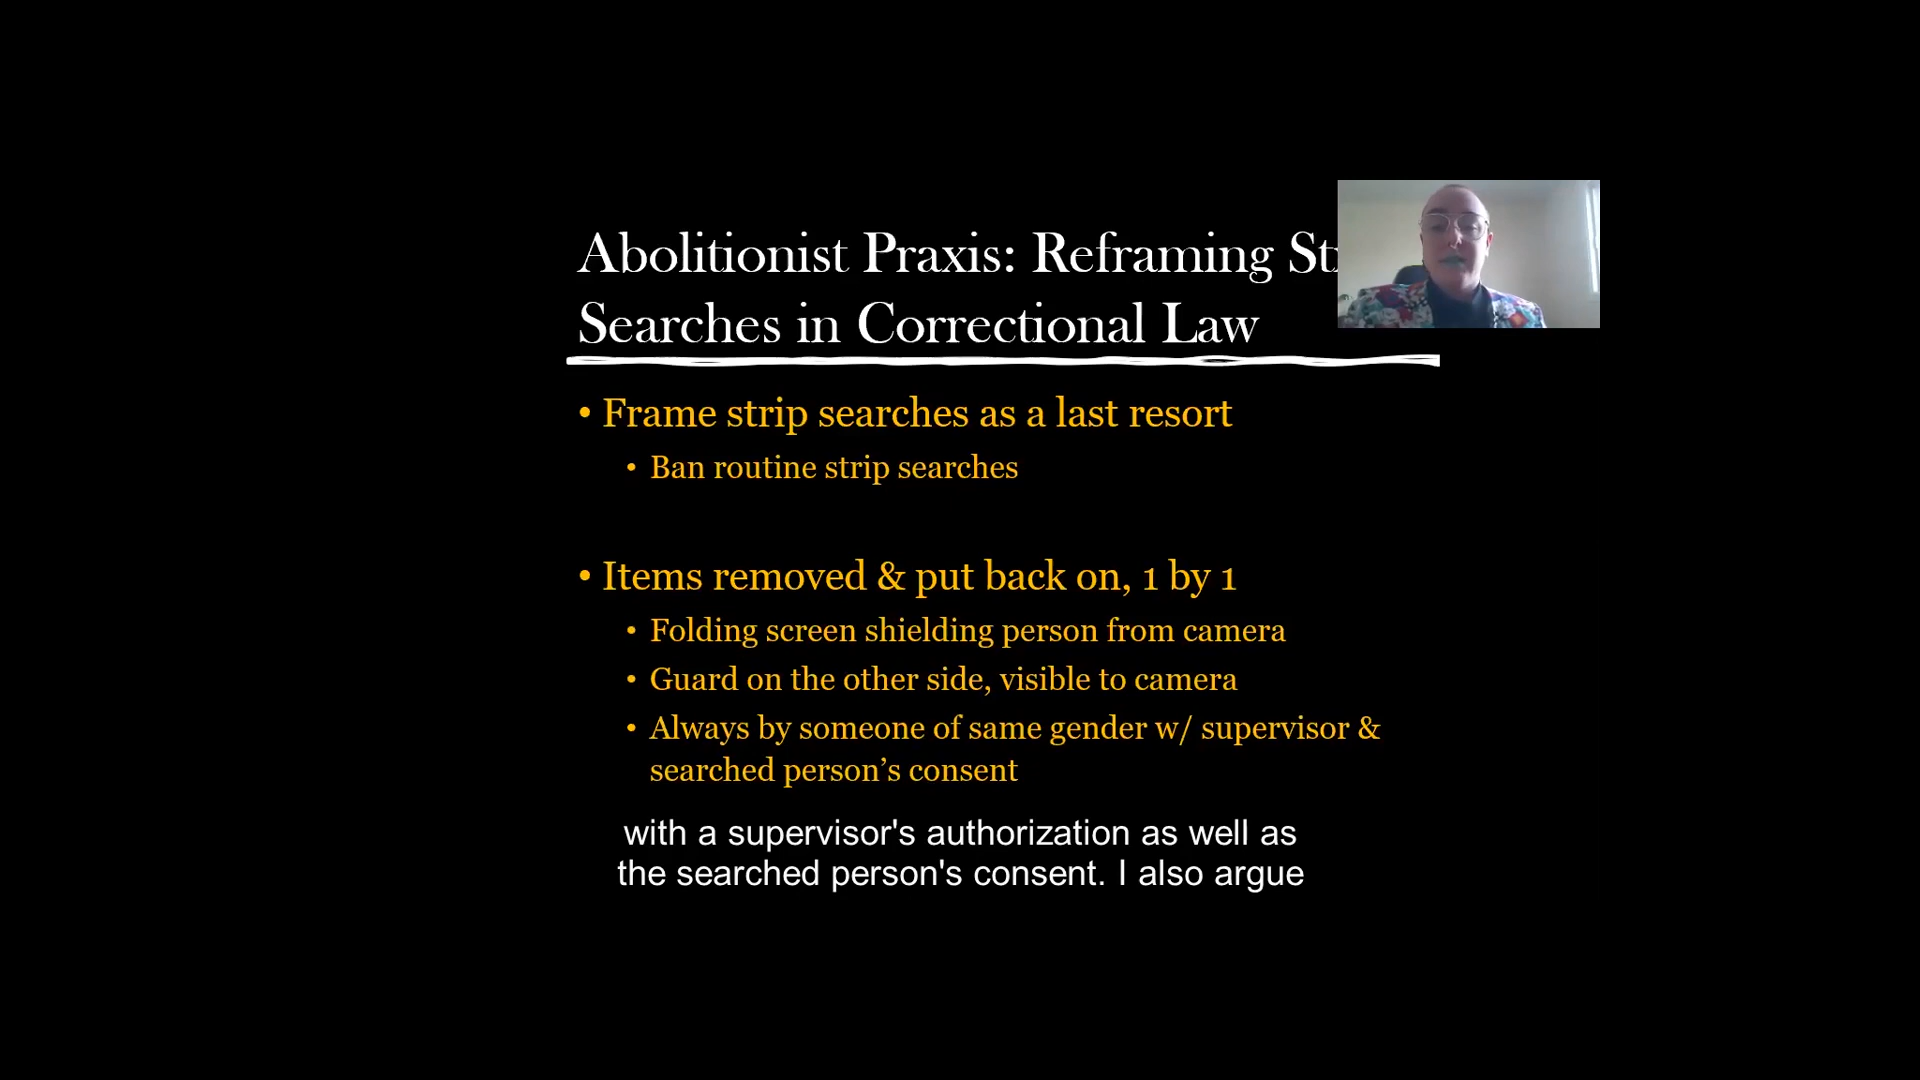 Abolitionist Praxis: Reframing
Searches in Correctional Law
• Frame strip searches as a last resort
• Ban routine strip searches
• Items removed & put back on, 1 by 1
• Folding screen shielding person from camera
• Guard on the other side, visible to camera
• Always by someone of same gender w/ supervisor &
searched person’s consent
with a supervisor's authorization as well as
the searched person's consent. I also argue